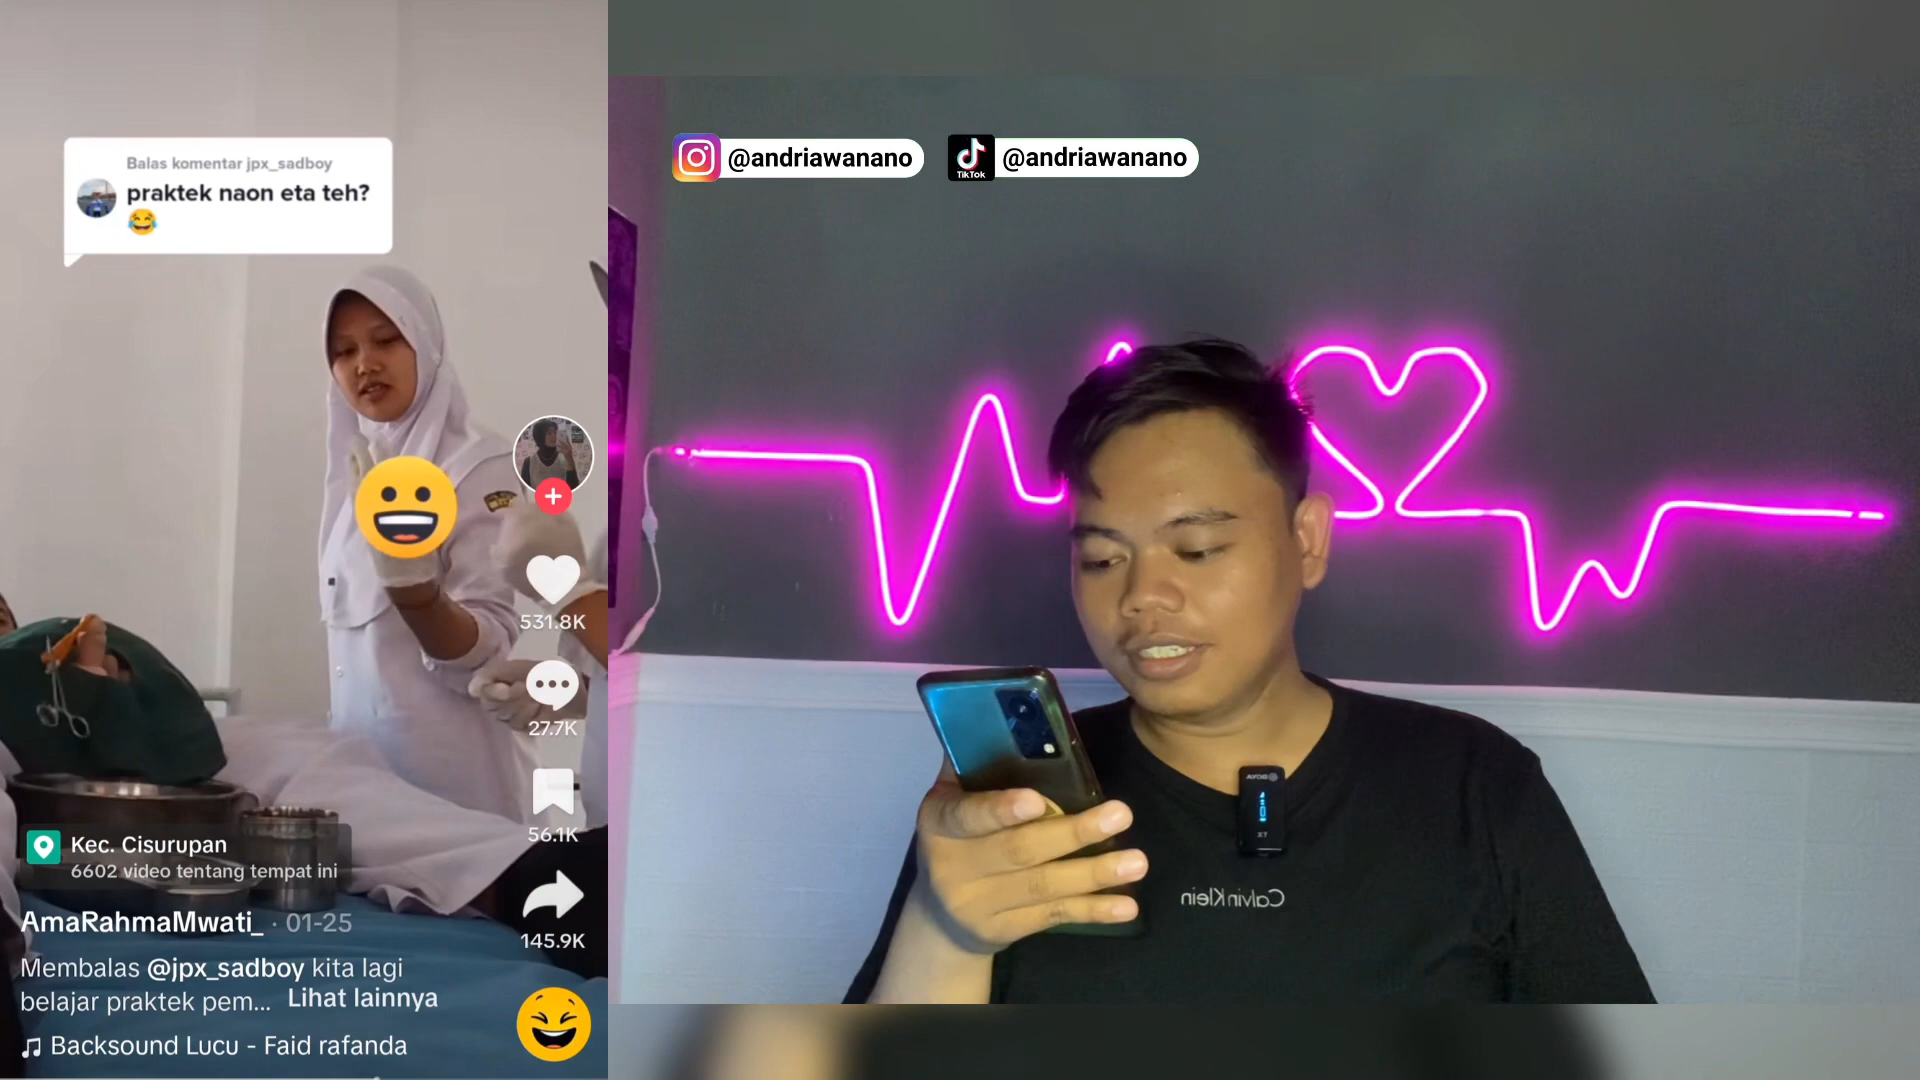 Balas komentar jpx_sadboy
praktek naon eta teh?
😂
531.8K
27.7K
56.1K
145.9K
Kec. Cisurupan
6602 video tentang tempat ini
AmaRahmaMwati_ · 01-25
Membalas @jpx_sadboy kita lagi
belajar praktek pem... Lihat lainnya
Backsound Lucu - Faid rafanda
@andriawanano
TikTok
@andriawanano
BOYA
Calvin Klein